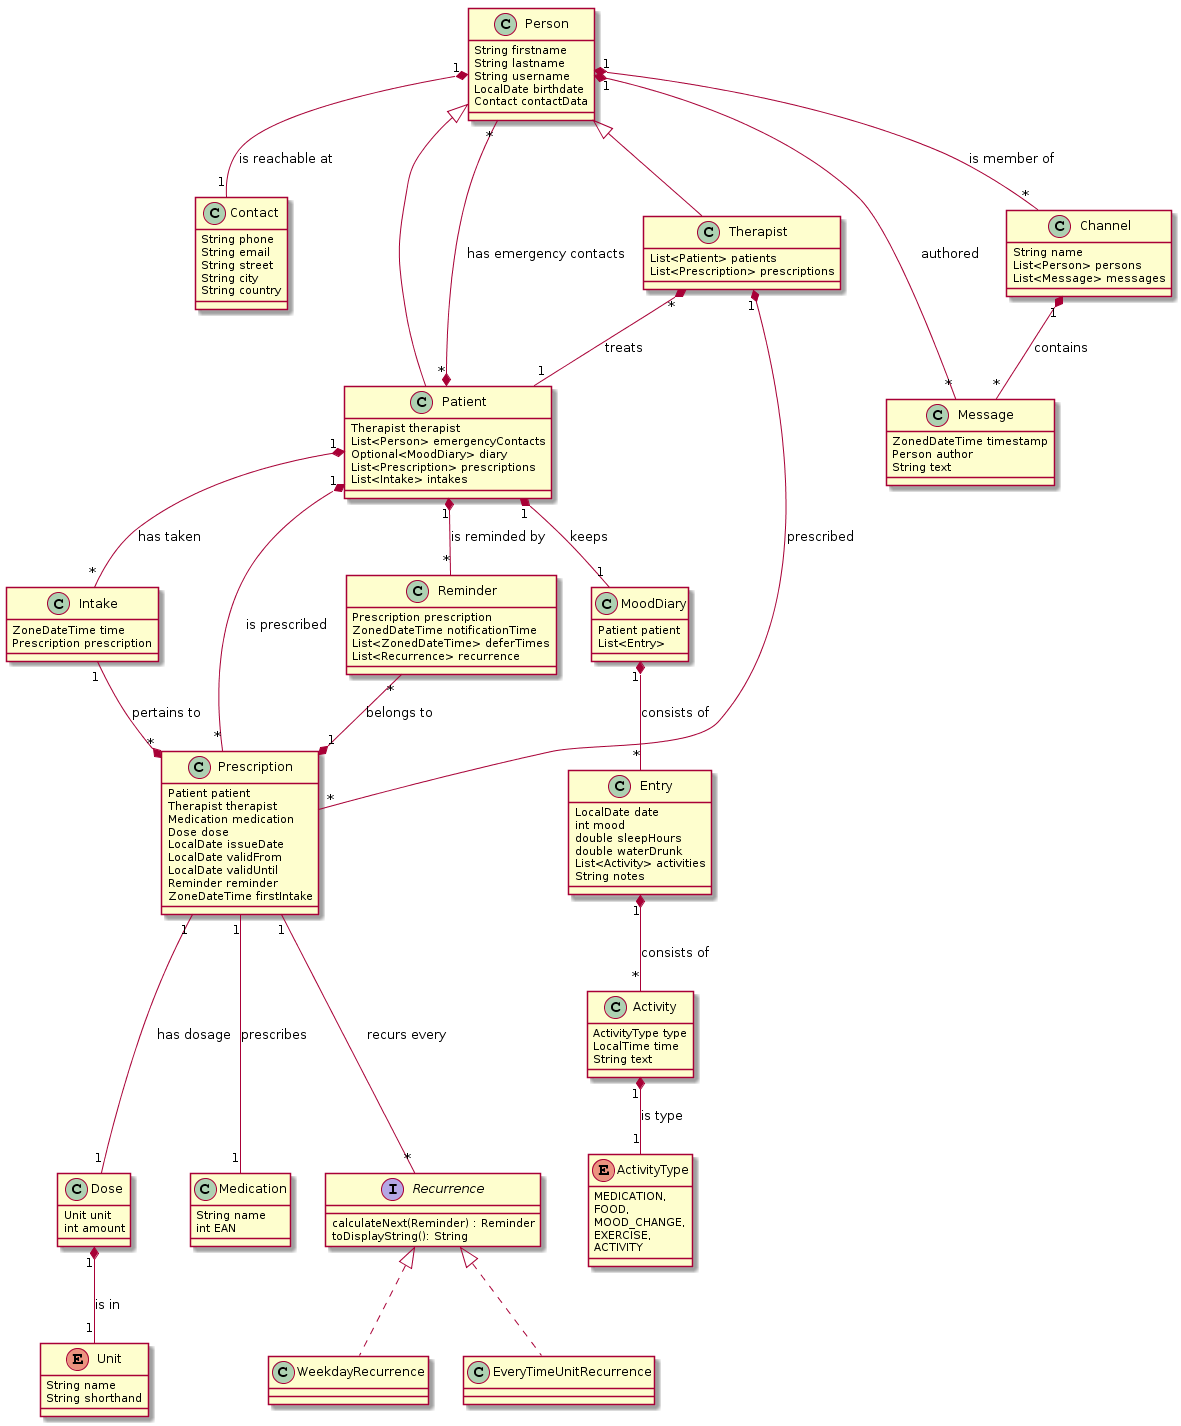 C Person
String firstname
String lastname
String username
LocalDate birthdate
Contact contactData
1
1
1
*
is reachable at
is member of
1
*
C Contact
String phone
String email
String street
String city
String country
C Therapist
List<Patient> patients
List<Prescription> prescriptions
C Channel
String name
List<Person> persons
List<Message> messages
has emergency contacts
authored
*
1
1
treats
contains
*
1
*
*
C Patient
Therapist therapist
List<Person> emergencyContacts
Optional<MoodDiary> diary
List<Prescription> prescriptions
List<Intake> intakes
C Message
ZonedDateTime timestamp
Person author
String text
1
1
1
1
has taken
is reminded by
keeps
prescribed
*
*
1
C Intake
ZoneDateTime time
Prescription prescription
C Reminder
Prescription prescription
ZonedDateTime notificationTime
List<ZonedDateTime> deferTimes
List<Recurrence> recurrence
C MoodDiary
Patient patient
List<Entry>
is prescribed
1
*
1
pertains to
belongs to
consists of
*
*
1
*
*
C Prescription
Patient patient
Therapist therapist
Medication medication
Dose dose
LocalDate issueDate
LocalDate validFrom
LocalDate validUntil
Reminder reminder
ZoneDateTime firstIntake
C Entry
LocalDate date
int mood
double sleepHours
double waterDrunk
List<Activity> activities
String notes
1
1
1
1
consists of
*
has dosage
prescribes
recurs every
C Activity
ActivityType type
LocalTime time
String text
1
is type
1
1
1
*
C Dose
Unit unit
int amount
C Medication
String name
int EAN
I Recurrence
calculateNext(Reminder) : Reminder
toDisplayString(): String
E ActivityType
MEDICATION,
FOOD,
MOOD_CHANGE,
EXERCISE,
ACTIVITY
1
is in
1
E Unit
String name
String shorthand
C WeekdayRecurrence
C EveryTimeUnitRecurrence